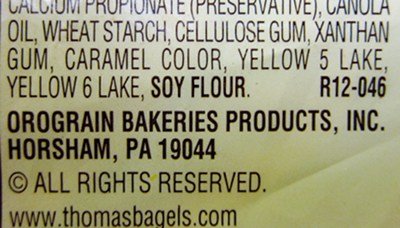 CALCIUM PROPIONATE (PRESERVATIVE), CANOLA
OIL, WHEAT STARCH, CELLULOSE GUM, XANTHAN
GUM, CARAMEL COLOR, YELLOW 5 LAKE,
YELLOW 6 LAKE, SOY FLOUR. R12-046
OROGRAIN BAKERIES PRODUCTS, INC.
HORSHAM, PA 19044
© ALL RIGHTS RESERVED.
www.thomasbagels.com